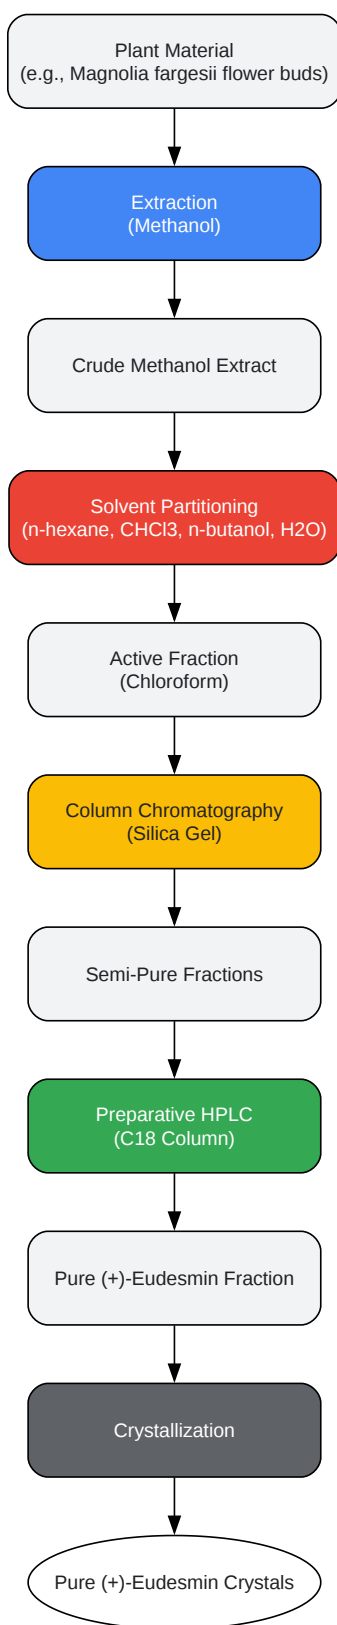 Plant Material
(e.g., Magnolia fargesii flower buds)
Extraction
(Methanol)
Crude Methanol Extract
Solvent Partitioning
(n-hexane, CHCl3, n-butanol, H2O)
Active Fraction
(Chloroform)
Column Chromatography
(Silica Gel)
Semi-Pure Fractions
Preparative HPLC
(C18 Column)
Pure (+)-Eudesmin Fraction
Crystallization
Pure (+)-Eudesmin Crystals